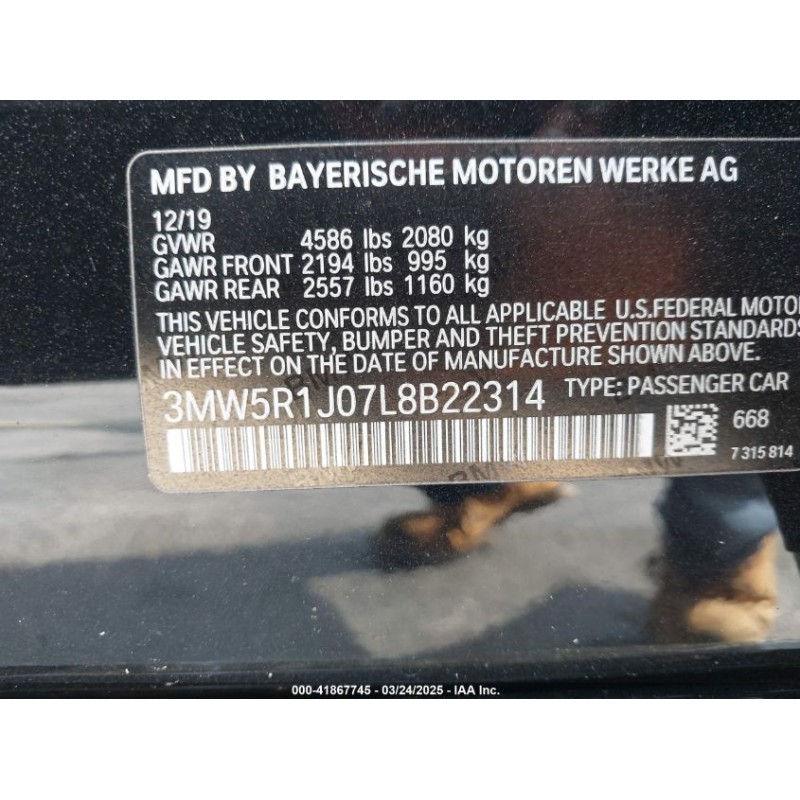 MFD BY BAYERISCHE MOTOREN WERKE AG
12/19
GVWR 4586 lbs 2080 kg
GAWR FRONT 2194 lbs 995 kg
GAWR REAR 2557 lbs 1160 kg
THIS VEHICLE CONFORMS TO ALL APPLICABLE U.S.FEDERAL MOTOR
VEHICLE SAFETY, BUMPER AND THEFT PREVENTION STANDARDS
IN EFFECT ON THE DATE OF MANUFACTURE SHOWN ABOVE.
3MW5R1J07L8B22314 TYPE: PASSENGER CAR
668
7 315 814
000-41867745 - 03/24/2025 - IAA Inc.